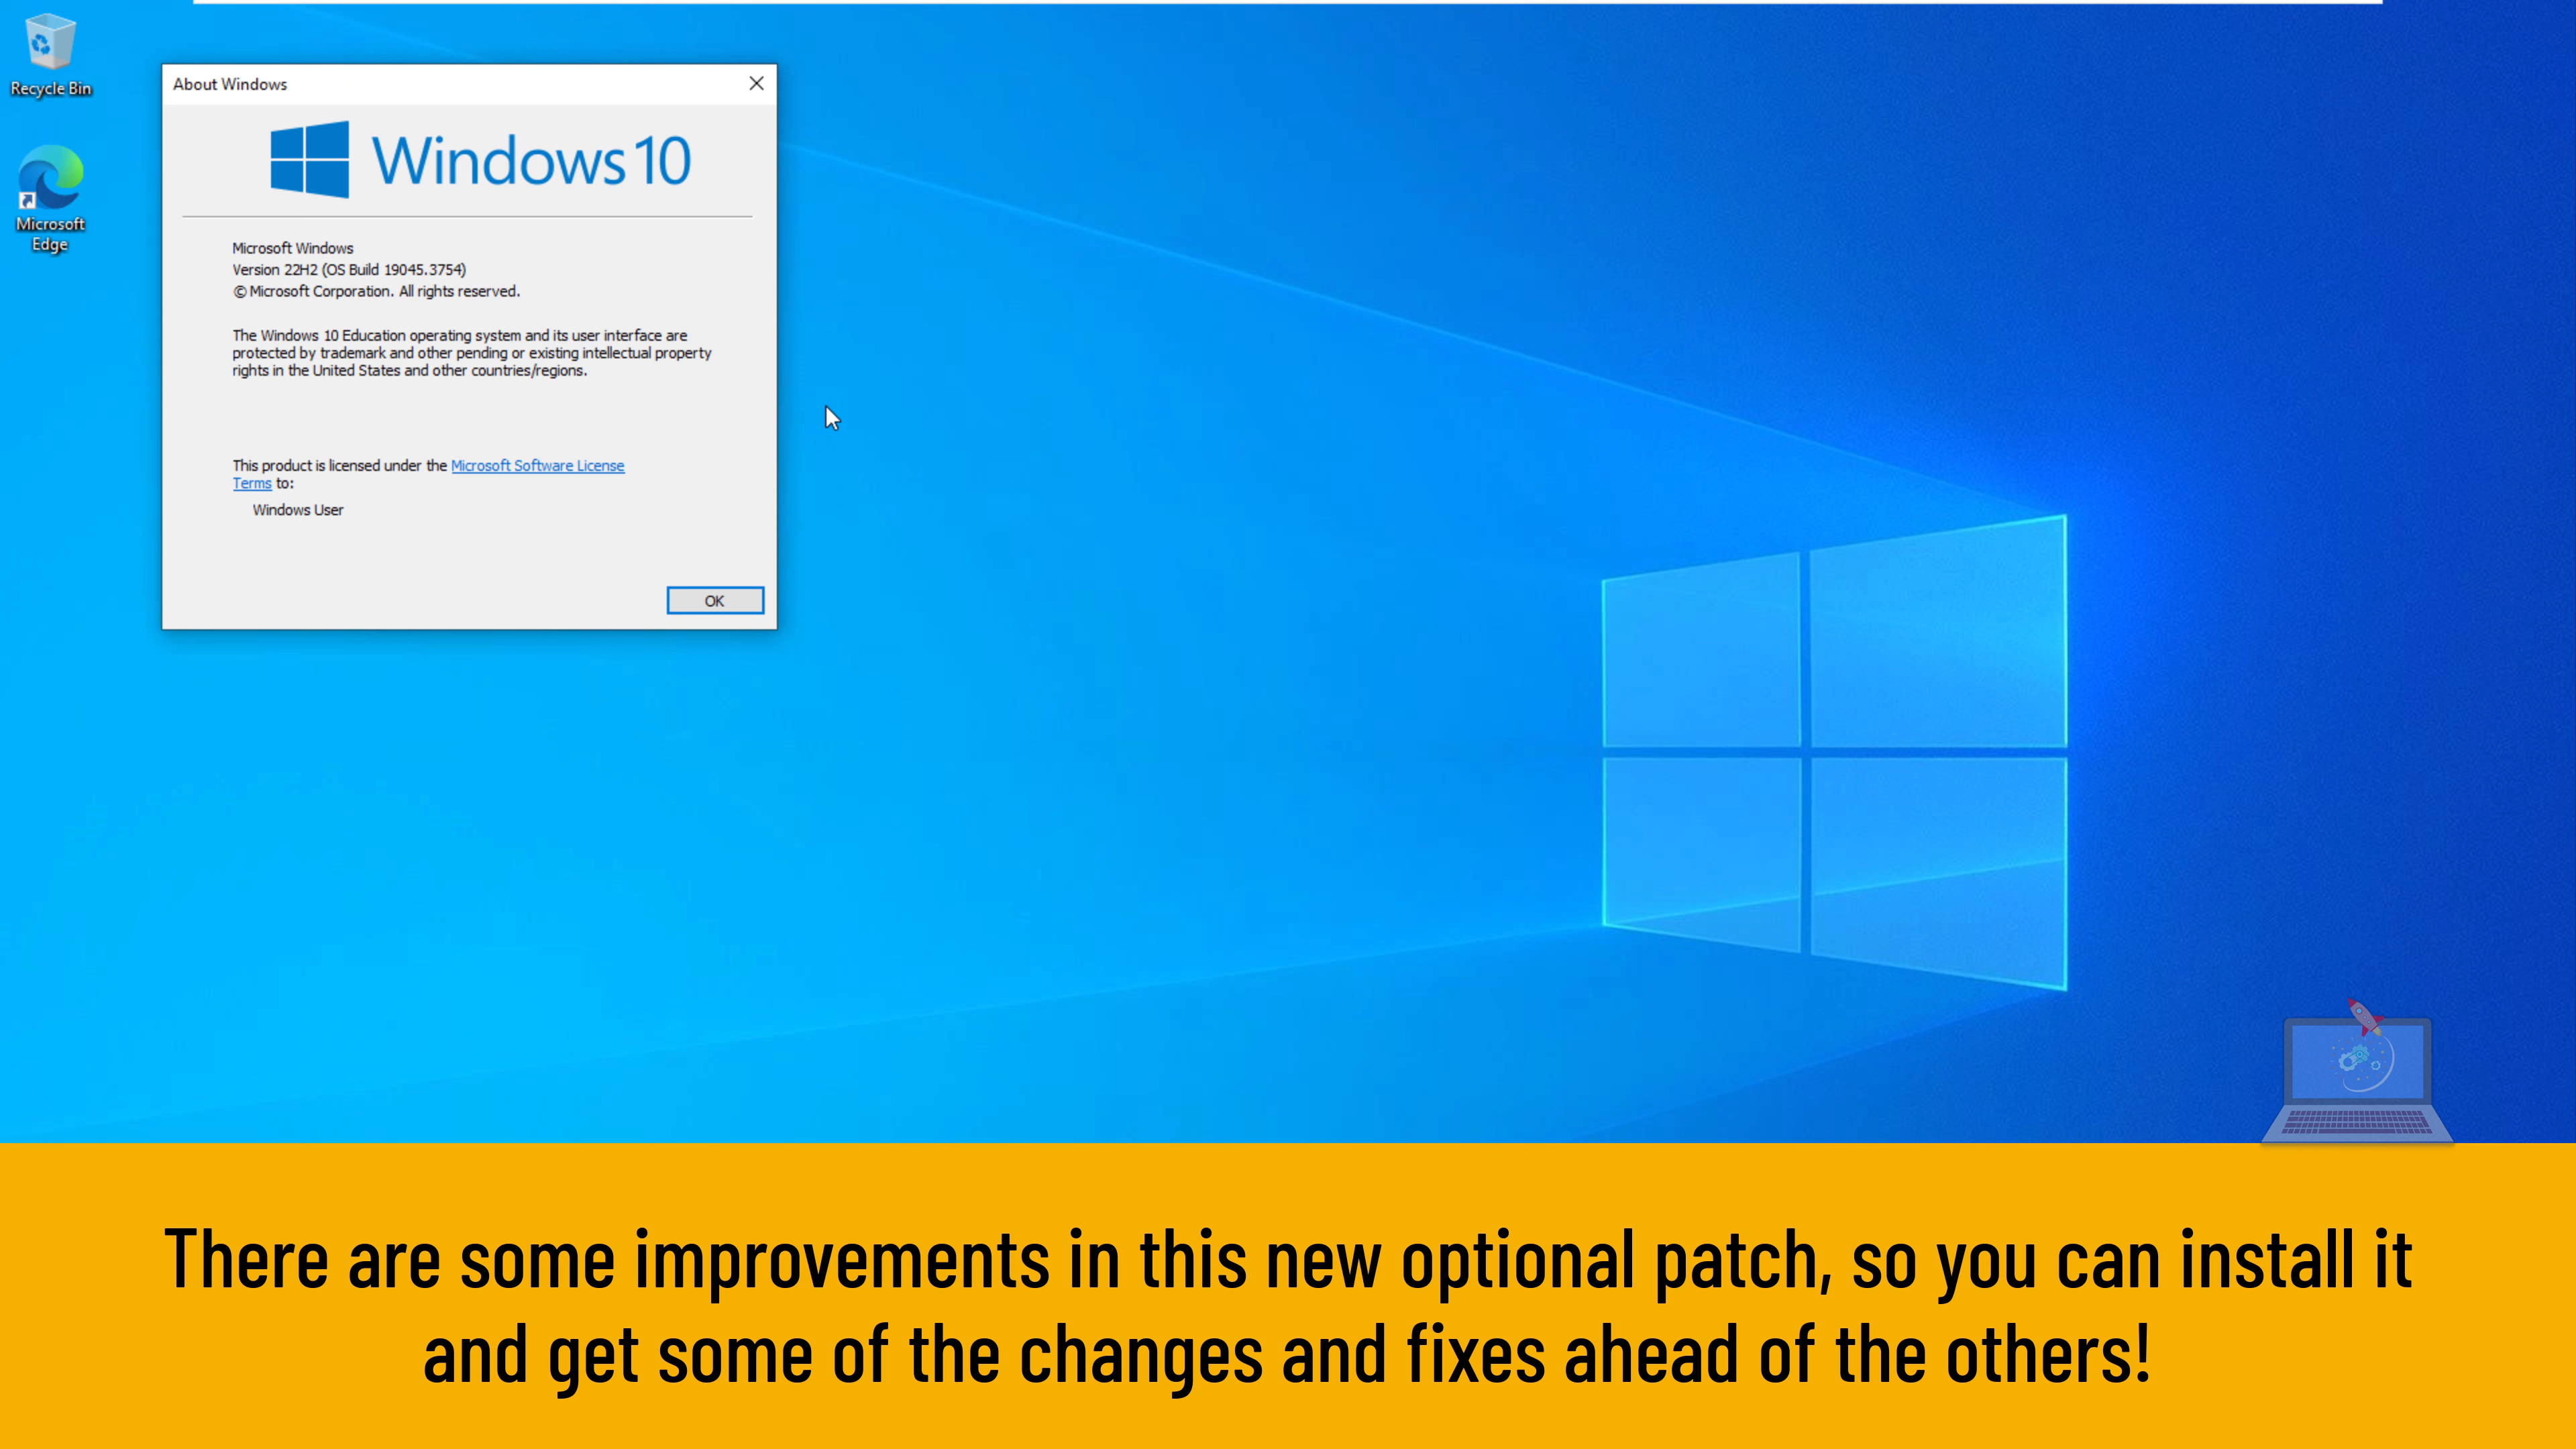 Recycle Bin
Microsoft
Edge
About Windows
Windows 10
Microsoft Windows
Version 22H2 (OS Build 19045.3754)
© Microsoft Corporation. All rights reserved.
The Windows 10 Education operating system and its user interface are
protected by trademark and other pending or existing intellectual property
rights in the United States and other countries/regions.
This product is licensed under the Microsoft Software License
Terms to:
Windows User
OK
There are some improvements in this new optional patch, so you can install it
and get some of the changes and fixes ahead of the others!